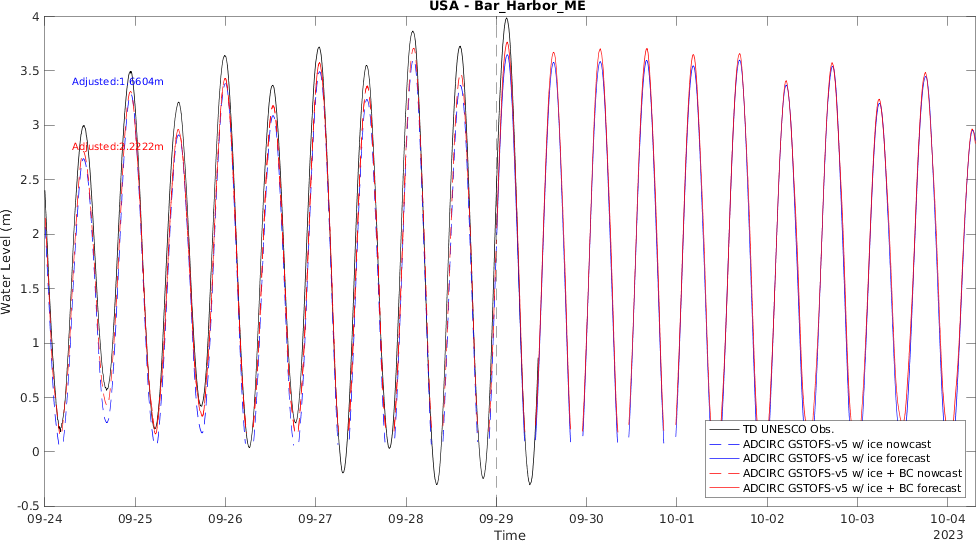 USA - Bar_Harbor_ME
4
3.5
3
2.5
2
1.5
1
0.5
0
-0.5
Water Level (m)
Adjusted:1.6604m
Adjusted:2.2222m
TD UNESCO Obs.
ADCIRC GSTOFS-v5 w/ ice nowcast
ADCIRC GSTOFS-v5 w/ ice forecast
ADCIRC GSTOFS-v5 w/ ice + BC nowcast
ADCIRC GSTOFS-v5 w/ ice + BC forecast
09-24 09-25 09-26 09-27 09-28 09-29 09-30 10-01 10-02 10-03 10-04
Time
2023